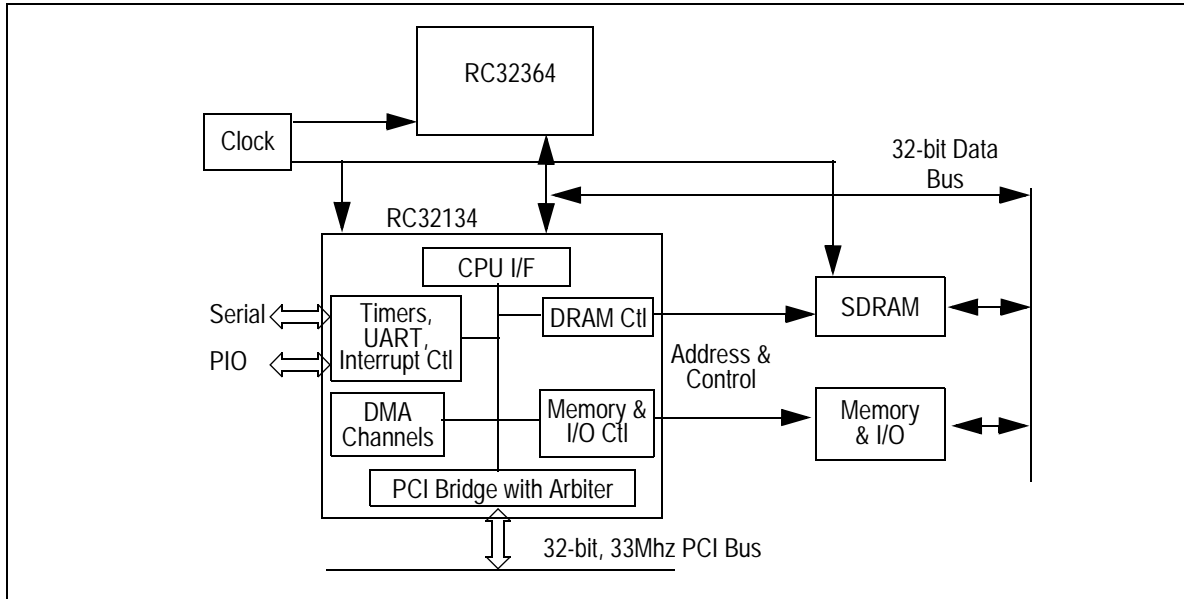 RC32364
Clock
32-bit Data
Bus
RC32134
CPU I/F
Serial
PIO
Timers,
UART,
Interrupt Ctl
DRAM Ctl
SDRAM
Address &
Control
DMA
Channels
Memory &
I/O Ctl
Memory
& I/O
PCI Bridge with Arbiter
32-bit, 33Mhz PCI Bus